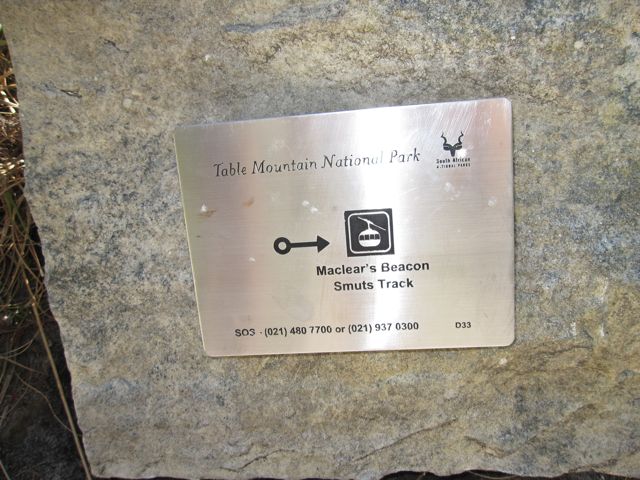 Table Mountain National Park
South African
NATIONAL PARKS
Maclear's Beacon
Smuts Track
SOS - (021) 480 7700 or (021) 937 0300
D33